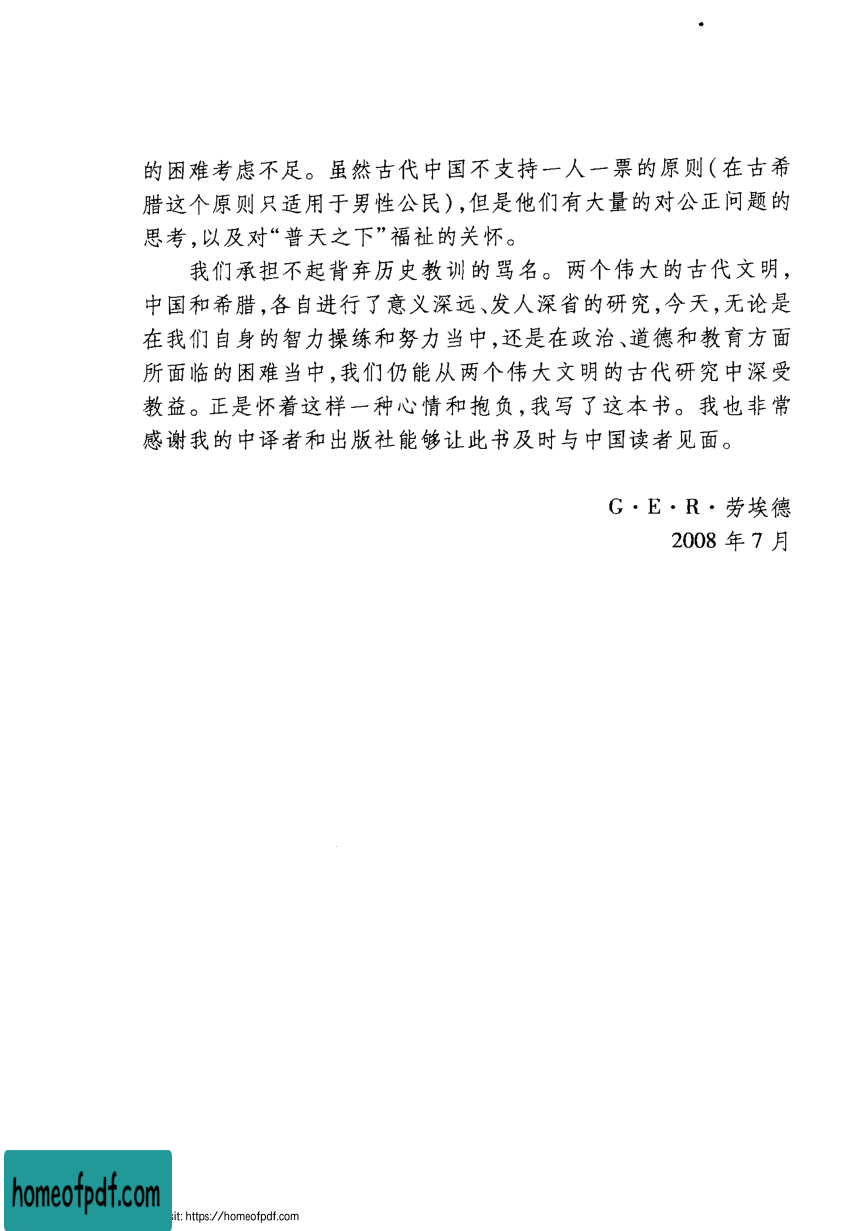 的困难考虑不足。虽然古代中国不支持一人一票的原则(在古希
腊这个原则只适用于男性公民),但是他们有大量的对公正问题的
思考,以及对“普天之下”福祉的关怀。
我们承担不起背弃历史教训的骂名。两个伟大的古代文明,
中国和希腊,各自进行了意义深远、发人深省的研究,今天,无论是
在我们自身的智力操练和努力当中,还是在政治、道德和教育方面
所面临的困难当中,我们仍能从两个伟大文明的古代研究中深受
教益。正是怀着这样一种心情和抱负,我写了这本书。我也非常
感谢我的中译者和出版社能够让此书及时与中国读者见面。
G·E·R·劳埃德
2008 年 7 月
homeofpdf.com
sit: https://homeofpdf.com